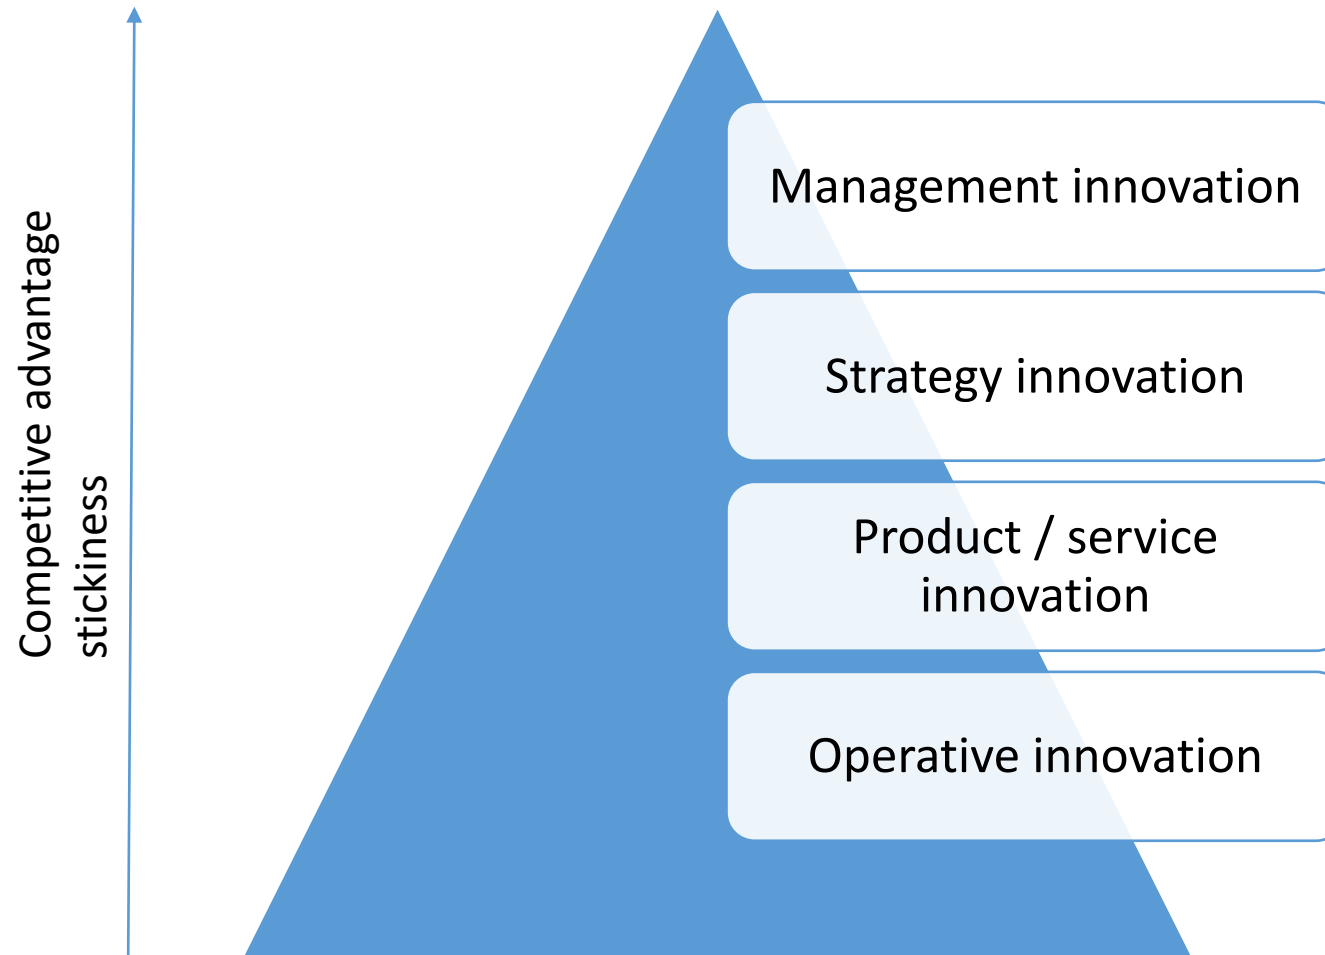 Competitive advantage
stickiness
Management innovation
Strategy innovation
Product / service
innovation
Operative innovation